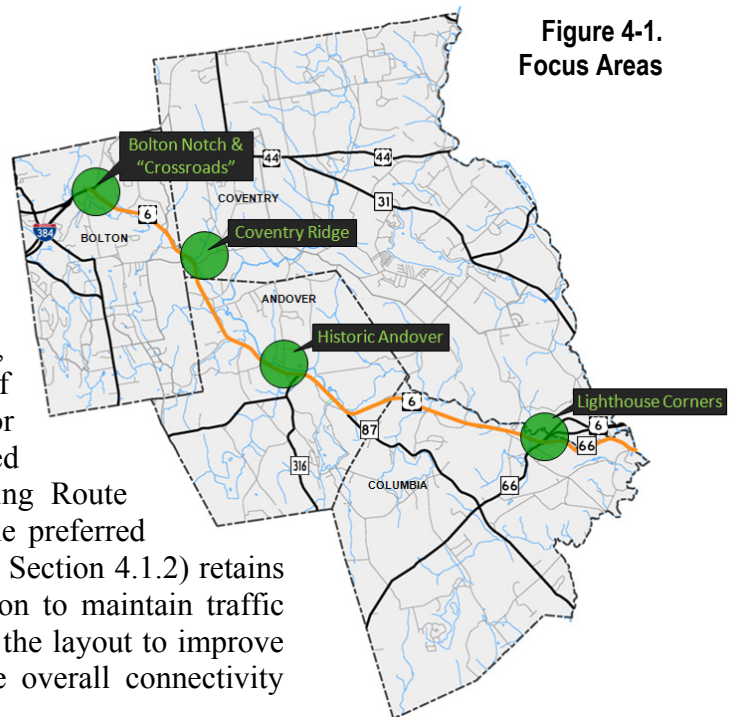 Figure 4-1.
Focus Areas
Bolton Notch &
“Crossroads”
44
44
COVENTRY
31
6
384
BOLTON
Coventry Ridge
ANDOVER
Historic Andover
Lighthouse Corners
6
6
87
66
316
66
COLUMBIA
ing Route
preferred
Section 4.1.2) retains
on to maintain traffic
the layout to improve
overall connectivity